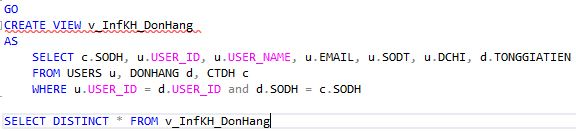 GO
CREATE VIEW v_InfKH_DonHang
AS
SELECT c.SODH, u.USER_ID, u.USER_NAME, u.EMAIL, u.SODT, u.DCHI, d.TONGGIATIEN
FROM USERS u, DONHANG d, CTDH c
WHERE u.USER_ID = d.USER_ID and d.SODH = c.SODH
SELECT DISTINCT * FROM v_InfKH_DonHang